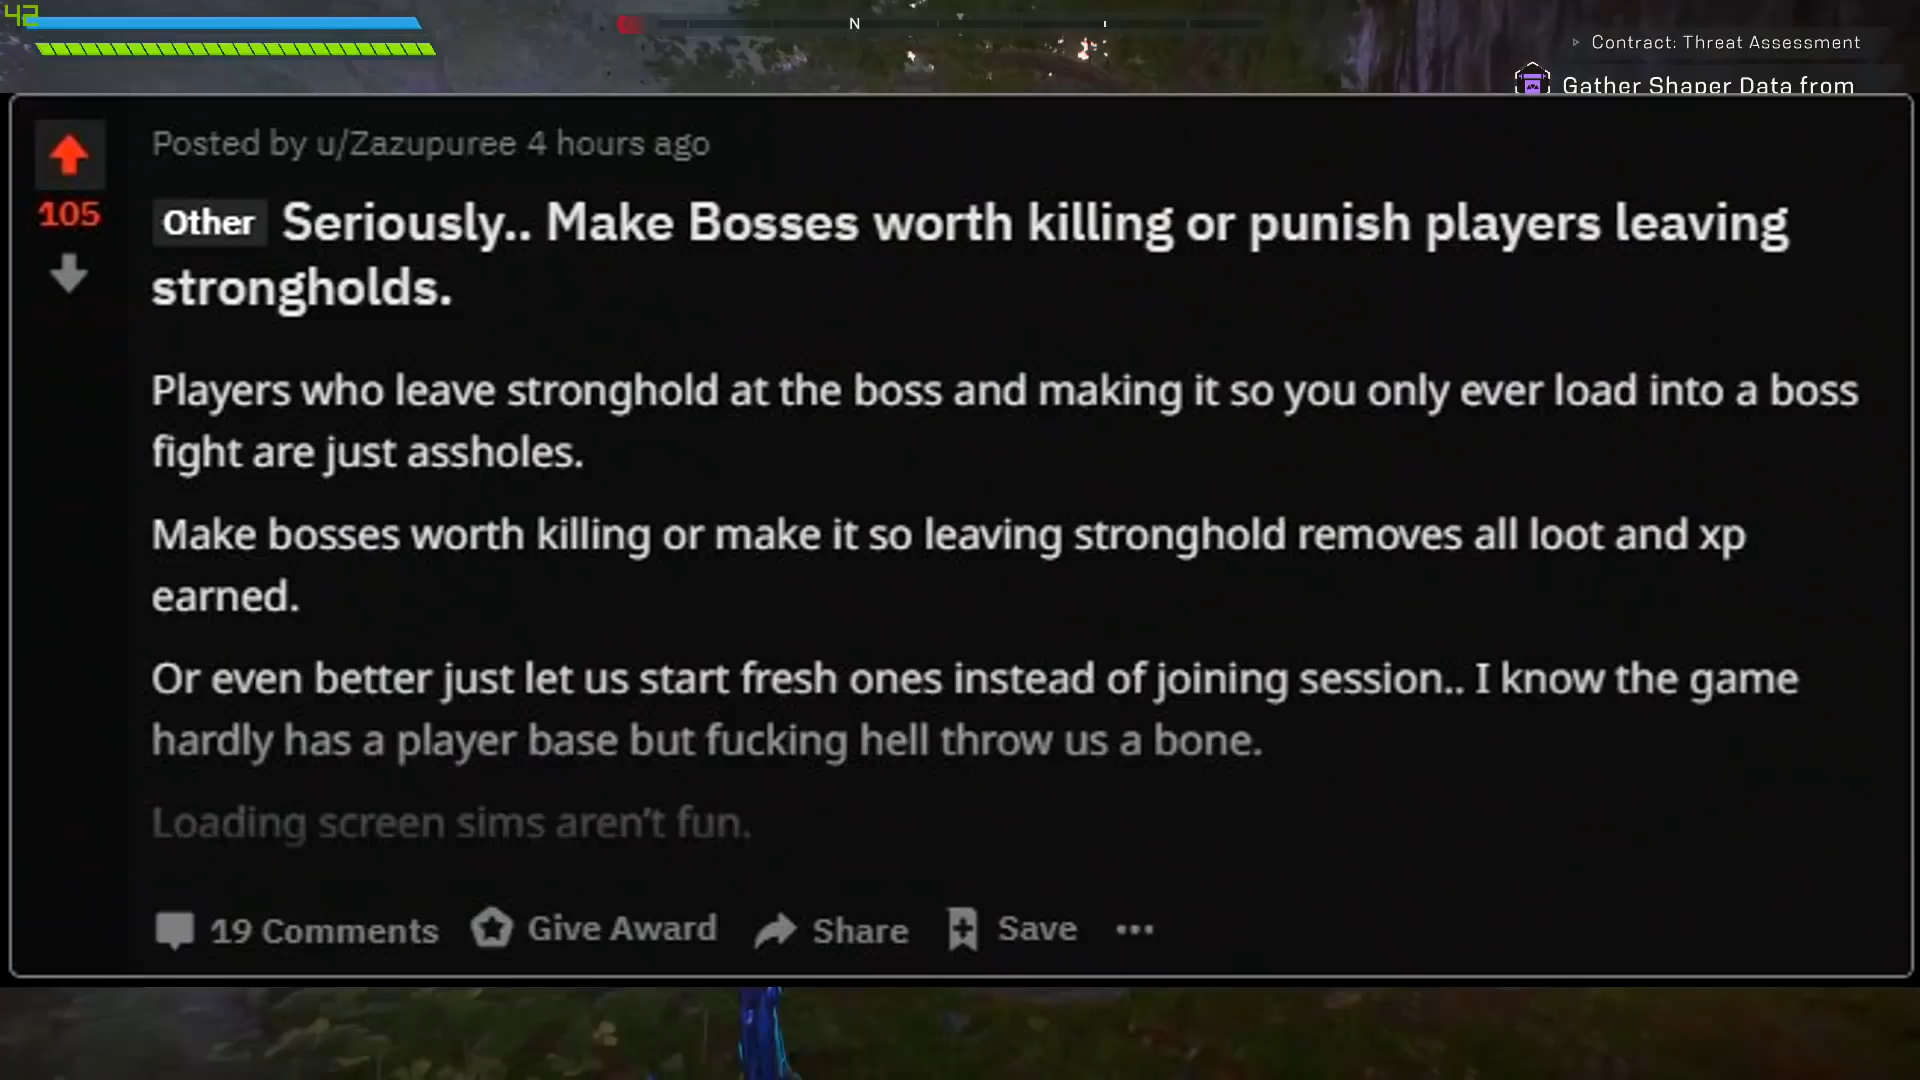 42
N
Contract: Threat Assessment
Gather Shaper Data from
Posted by u/Zazupuree 4 hours ago
105
Other Seriously.. Make Bosses worth killing or punish players leaving
strongholds.
Players who leave stronghold at the boss and making it so you only ever load into a boss
fight are just assholes.
Make bosses worth killing or make it so leaving stronghold removes all loot and xp
earned.
Or even better just let us start fresh ones instead of joining session.. I know the game
hardly has a player base but fucking hell throw us a bone.
Loading screen sims aren't fun.
19 Comments Give Award Share Save ...